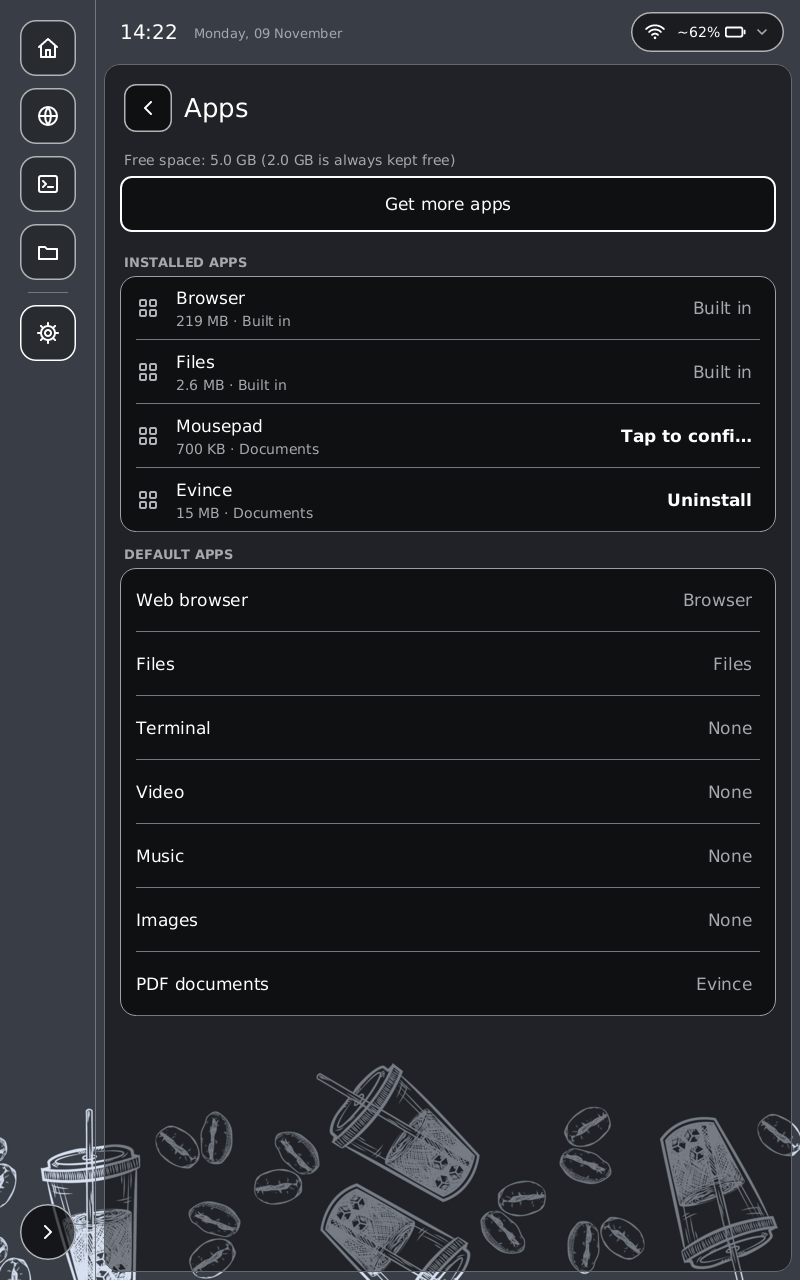 14:22 Monday, 09 November ~62%
Apps
Free space: 5.0 GB (2.0 GB is always kept free)
Get more apps
INSTALLED APPS
Browser
219 MB · Built in
Built in
Files
2.6 MB · Built in
Built in
Mousepad
700 KB · Documents
Tap to confi…
Evince
15 MB · Documents
Uninstall
DEFAULT APPS
Web browser Browser
Files Files
Terminal None
Video None
Music None
Images None
PDF documents Evince